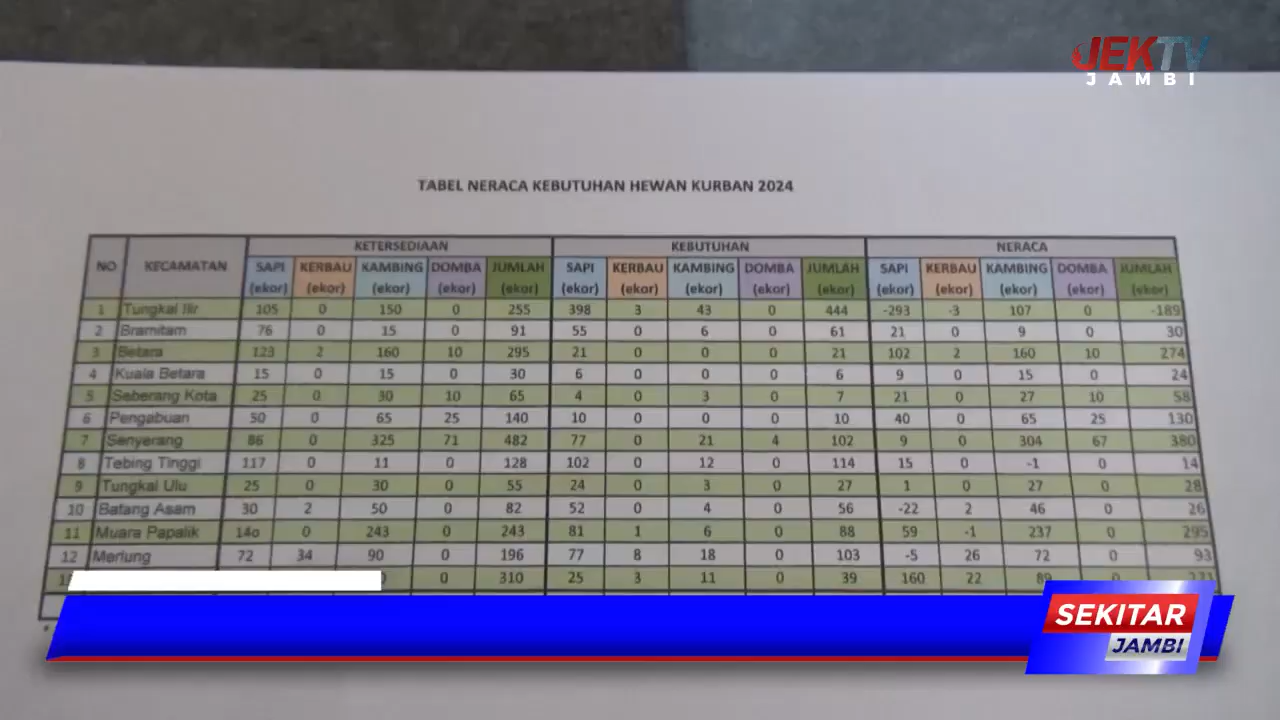 JEKTV
JAMBI
TABEL NERACA KEBUTUHAN HEWAN KURBAN 2024
NO KECAMATAN KETERSEDIAAN KEBUTUHAN NERACA
SAPI KERBAU KAMBING DOMBA JUMLAH SAPI KERBAU KAMBING DOMBA JUMLAH SAPI KERBAU KAMBING DOMBA JUMLAH
(ekor) (ekor) (ekor) (ekor) (ekor) (ekor) (ekor) (ekor) (ekor) (ekor) (ekor) (ekor) (ekor) (ekor) (ekor)
1 Tungkal Ilir 105 0 150 0 255 398 3 43 0 444 -293 -3 107 0 -189
2 Bramitam 76 0 15 0 91 55 0 6 0 61 21 0 9 0 30
3 Betara 123 2 160 10 295 21 0 0 0 21 102 2 160 10 274
4 Kuala Betara 15 0 15 0 30 6 0 0 0 6 9 0 15 0 24
5 Seberang Kota 25 0 30 10 65 4 0 3 0 7 21 0 27 10 58
6 Pengabuan 50 0 65 25 140 10 0 0 0 10 40 0 65 25 130
7 Senyerang 86 0 325 71 482 77 0 21 4 102 9 0 304 67 380
8 Tebing Tinggi 117 0 11 0 128 102 0 12 0 114 15 0 -1 0 14
9 Tungkal Ulu 25 0 30 0 55 24 0 3 0 27 1 0 27 0 28
10 Batang Asam 30 2 50 0 82 52 0 4 0 56 -22 2 46 0 26
11 Muara Papalik 14o 0 243 0 243 81 1 6 0 88 59 -1 237 0 295
12 Merlung 72 34 90 0 196 77 8 18 0 103 -5 26 72 0 93
0 310 25 3 11 0 39 160 22 89 0 271
SEKITAR
JAMBI